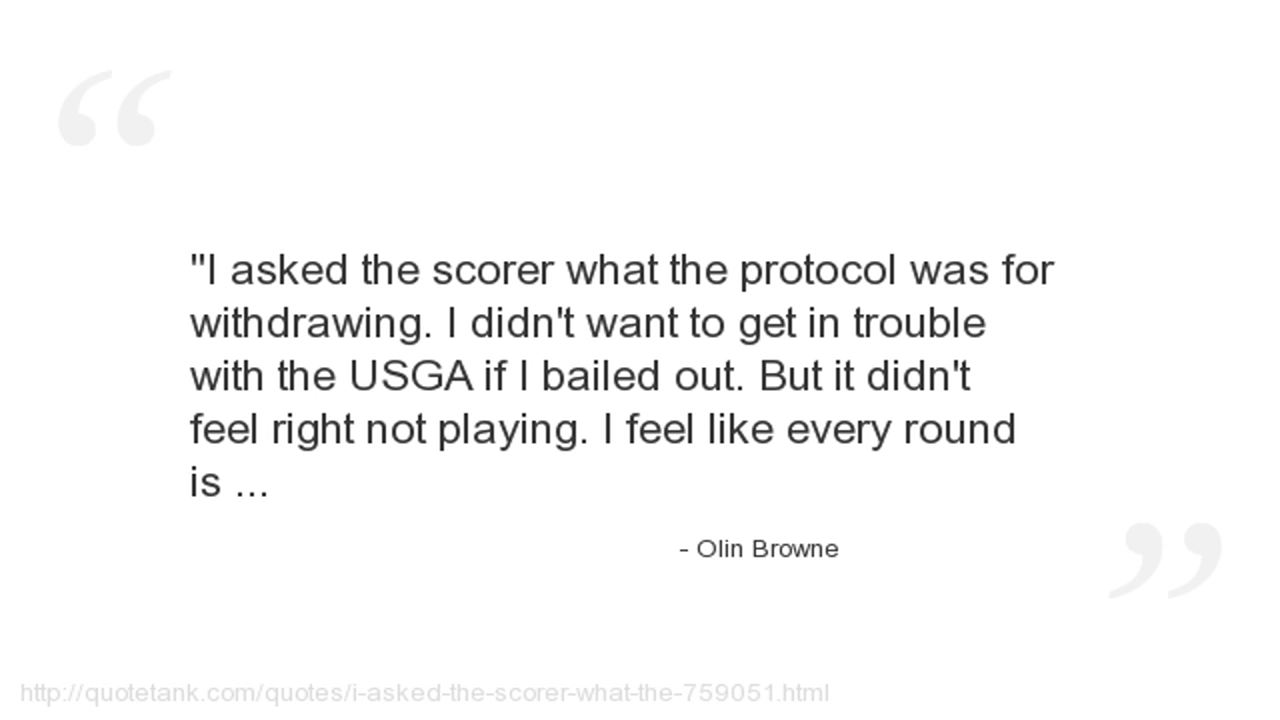 "I asked the scorer what the protocol was for
withdrawing. I didn't want to get in trouble
with the USGA if I bailed out. But it didn't
feel right not playing. I feel like every round
is ...
- Olin Browne
http://quotetank.com/quotes/i-asked-the-scorer-what-the-759051.html